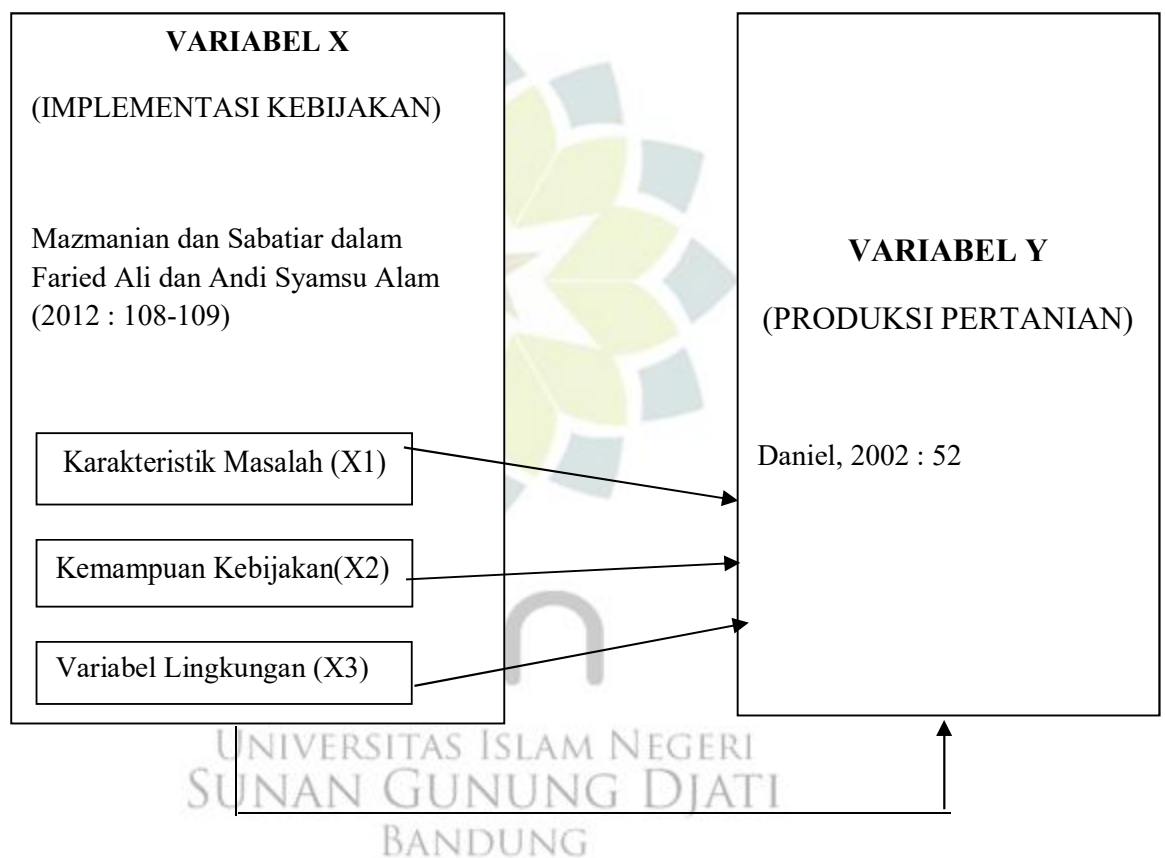 VARIABEL X
(IMPLEMENTASI KEBIJAKAN)
Mazmanian dan Sabatiar dalam
Faried Ali dan Andi Syamsu Alam
(2012 : 108-109)
Karakteristik Masalah (X1)
Kemampuan Kebijakan(X2)
Variabel Lingkungan (X3)
VARIABEL Y
(PRODUKSI PERTANIAN)
Daniel, 2002 : 52
UNIVERSITAS ISLAM NEGERI
SUNAN GUNUNG DJATI
BANDUNG